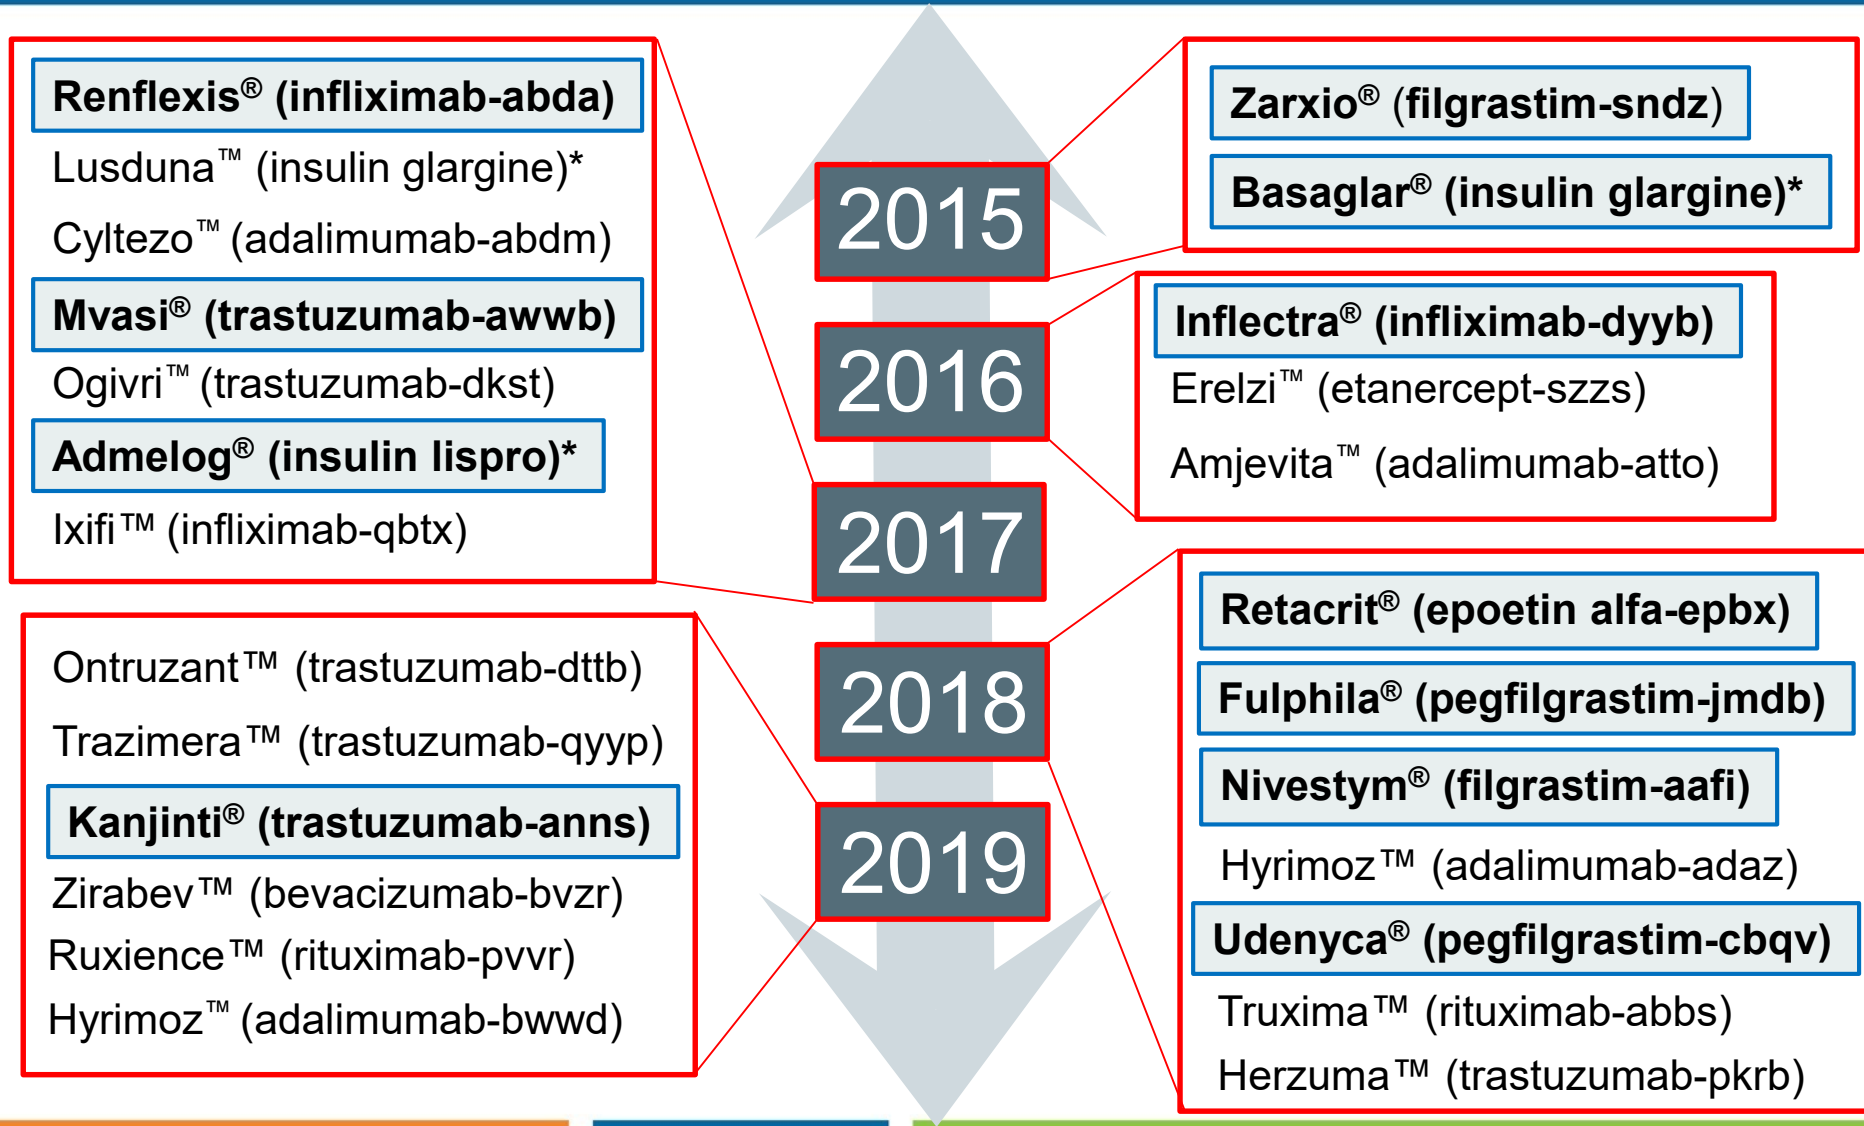 2015
Zarxio® (filgrastim-sndz)
Basaglar® (insulin glargine)*
2016
Inflectra® (infliximab-dyyb)
Erelzi™ (etanercept-szzs)
Amjevita™ (adalimumab-atto)
2017
Renflexis® (infliximab-abda)
Lusduna™ (insulin glargine)*
Cyltezo™ (adalimumab-abdm)
Mvasi® (trastuzumab-awwb)
Ogivri™ (trastuzumab-dkst)
Admelog® (insulin lispro)*
Ixifi™ (infliximab-qbtx)
2018
Retacrit® (epoetin alfa-epbx)
Fulphila® (pegfilgrastim-jmdb)
Nivestym® (filgrastim-aafi)
Hyrimoz™ (adalimumab-adaz)
Udenyca® (pegfilgrastim-cbqv)
Truxima™ (rituximab-abbs)
Herzuma™ (trastuzumab-pkrb)
2019
Ontruzant™ (trastuzumab-dttb)
Trazimera™ (trastuzumab-qyyp)
Kanjinti® (trastuzumab-anns)
Zirabev™ (bevacizumab-bvzr)
Ruxience™ (rituximab-pvvr)
Hyrimoz™ (adalimumab-bwwd)